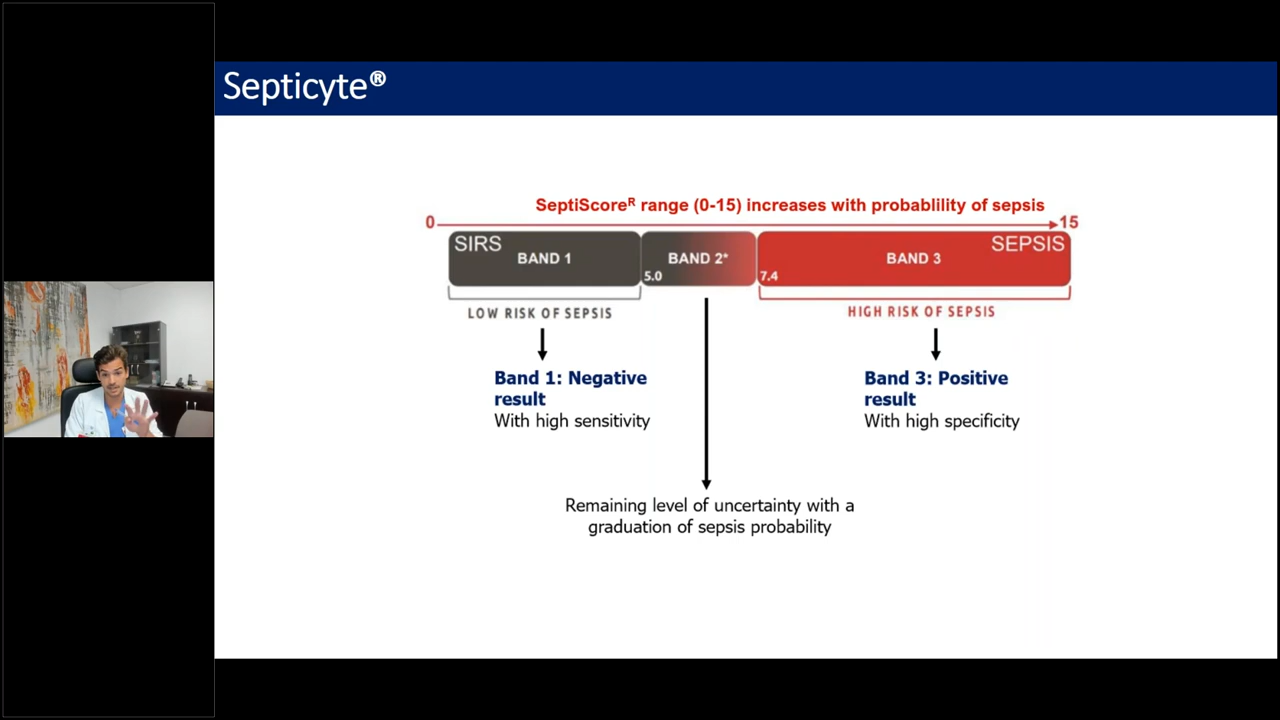 Septicyte®
SeptiScoreᴿ range (0-15) increases with probablility of sepsis
0
15
SIRS
BAND 1
BAND 2*
BAND 3
SEPSIS
5.0
7.4
LOW RISK OF SEPSIS
HIGH RISK OF SEPSIS
Band 1: Negative
result
With high sensitivity
Band 3: Positive
result
With high specificity
Remaining level of uncertainty with a
graduation of sepsis probability